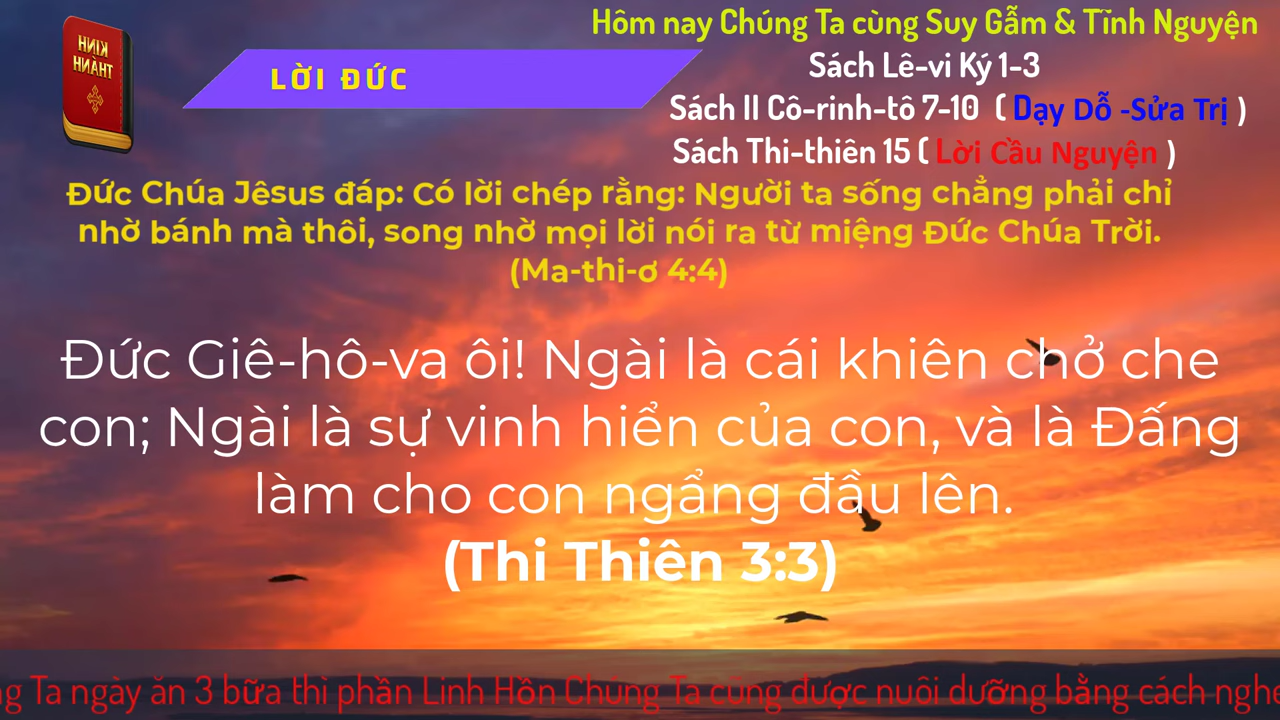 KINH
THÁNH
LỜI ĐỨC
Hôm nay Chúng Ta cùng Suy Gẫm & Tĩnh Nguyện
Sách Lê-vi Ký 1-3
Sách II Cô-rinh-tô 7-10 ( Dạy Dỗ -Sửa Trị )
Sách Thi-thiên 15 ( Lời Cầu Nguyện )
Đức Chúa Jêsus đáp: Có lời chép rằng: Người ta sống chẳng phải chỉ
nhờ bánh mà thôi, song nhờ mọi lời nói ra từ miệng Đức Chúa Trời.
(Ma-thi-ơ 4:4)
Đức Giê-hô-va ôi! Ngài là cái khiên chở che
con; Ngài là sự vinh hiển của con, và là Đấng
làm cho con ngẩng đầu lên.
(Thi Thiên 3:3)
Ta ngày ăn 3 bữa thì phần Linh Hồn Chúng Ta cũng được nuôi dưỡng bằng cách